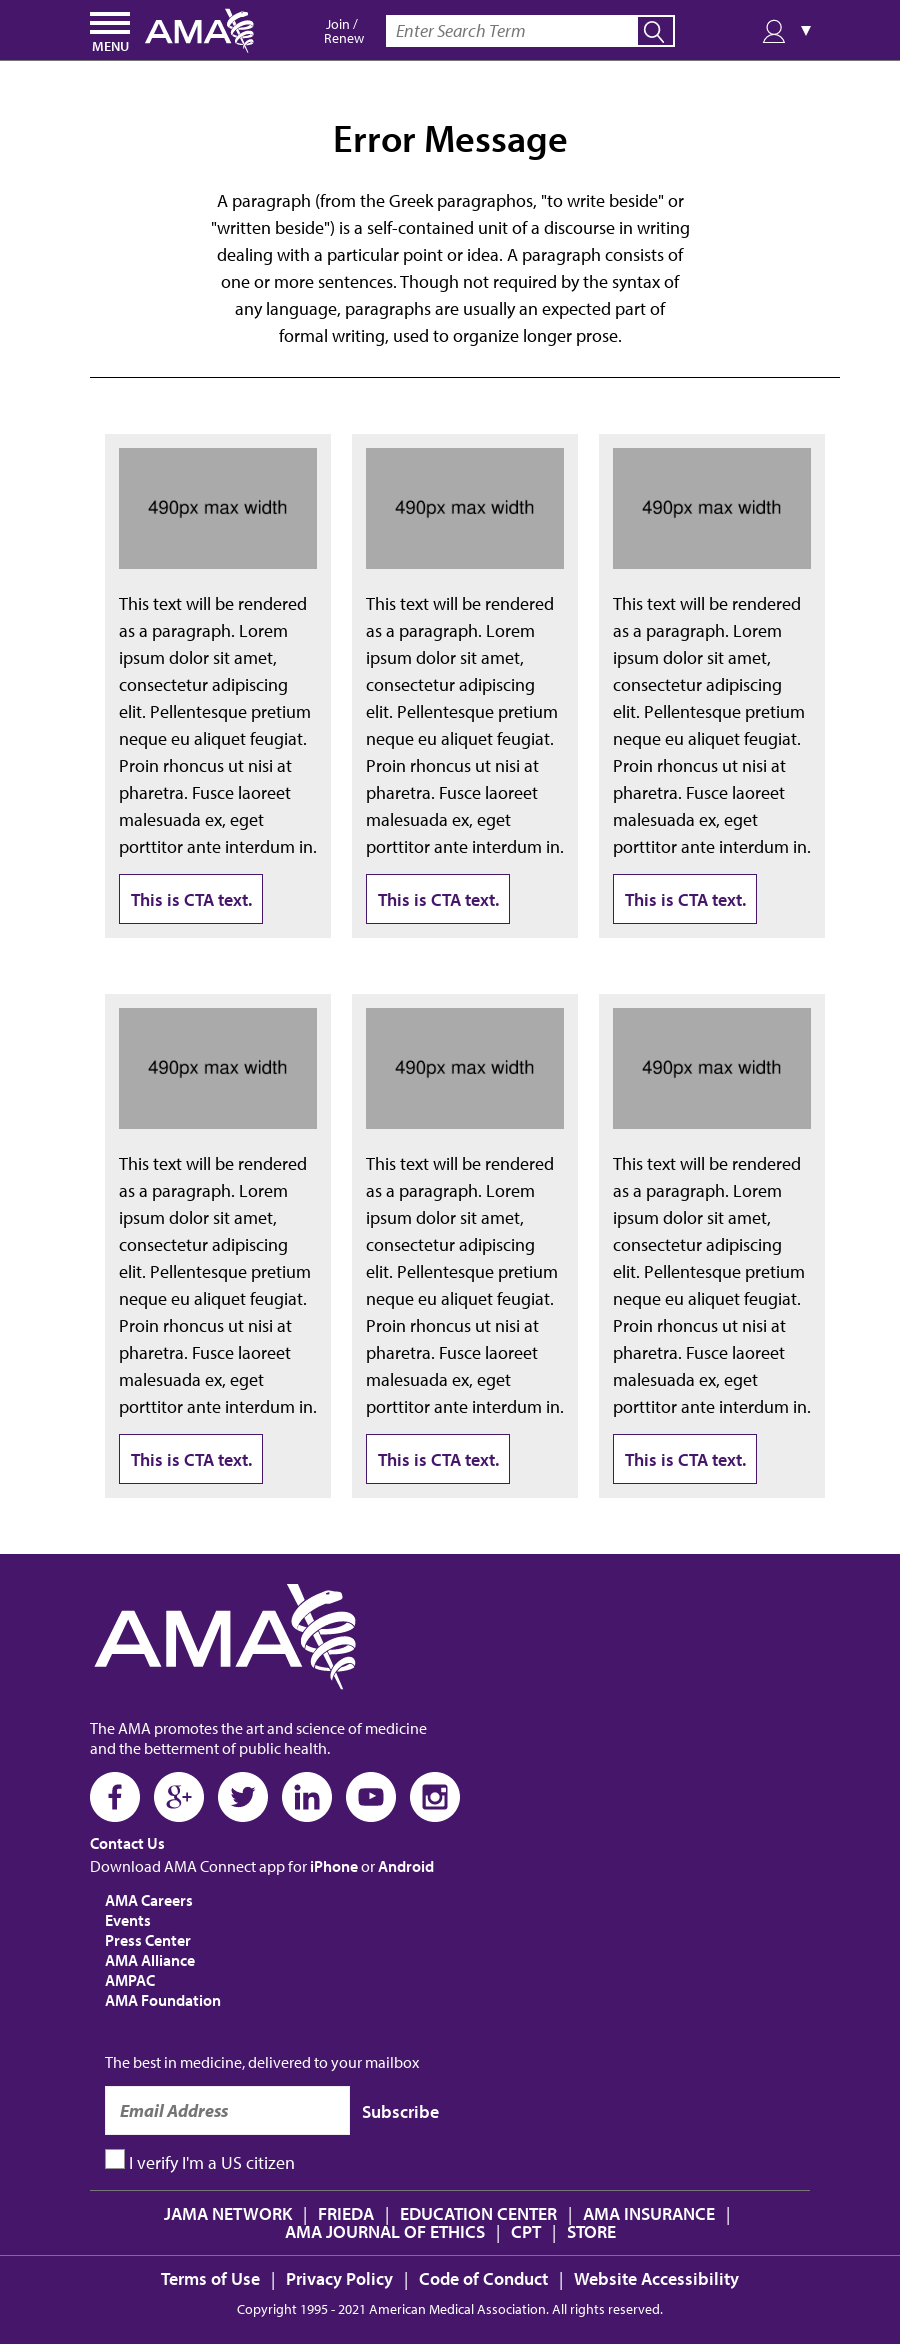 MENU
AMA
Join /
Renew
Enter Search Term
Error Message
A paragraph (from the Greek paragraphos, "to write beside" or
"written beside") is a self-contained unit of a discourse in writing
dealing with a particular point or idea. A paragraph consists of
one or more sentences. Though not required by the syntax of
any language, paragraphs are usually an expected part of
formal writing, used to organize longer prose.
490px max width
This text will be rendered
as a paragraph. Lorem
ipsum dolor sit amet,
consectetur adipiscing
elit. Pellentesque pretium
neque eu aliquet feugiat.
Proin rhoncus ut nisi at
pharetra. Fusce laoreet
malesuada ex, eget
porttitor ante interdum in.
This is CTA text.
490px max width
This text will be rendered
as a paragraph. Lorem
ipsum dolor sit amet,
consectetur adipiscing
elit. Pellentesque pretium
neque eu aliquet feugiat.
Proin rhoncus ut nisi at
pharetra. Fusce laoreet
malesuada ex, eget
porttitor ante interdum in.
This is CTA text.
490px max width
This text will be rendered
as a paragraph. Lorem
ipsum dolor sit amet,
consectetur adipiscing
elit. Pellentesque pretium
neque eu aliquet feugiat.
Proin rhoncus ut nisi at
pharetra. Fusce laoreet
malesuada ex, eget
porttitor ante interdum in.
This is CTA text.
490px max width
This text will be rendered
as a paragraph. Lorem
ipsum dolor sit amet,
consectetur adipiscing
elit. Pellentesque pretium
neque eu aliquet feugiat.
Proin rhoncus ut nisi at
pharetra. Fusce laoreet
malesuada ex, eget
porttitor ante interdum in.
This is CTA text.
490px max width
This text will be rendered
as a paragraph. Lorem
ipsum dolor sit amet,
consectetur adipiscing
elit. Pellentesque pretium
neque eu aliquet feugiat.
Proin rhoncus ut nisi at
pharetra. Fusce laoreet
malesuada ex, eget
porttitor ante interdum in.
This is CTA text.
490px max width
This text will be rendered
as a paragraph. Lorem
ipsum dolor sit amet,
consectetur adipiscing
elit. Pellentesque pretium
neque eu aliquet feugiat.
Proin rhoncus ut nisi at
pharetra. Fusce laoreet
malesuada ex, eget
porttitor ante interdum in.
This is CTA text.
AMA
The AMA promotes the art and science of medicine
and the betterment of public health.
Contact Us
Download AMA Connect app for iPhone or Android
AMA Careers
Events
Press Center
AMA Alliance
AMPAC
AMA Foundation
The best in medicine, delivered to your mailbox
Email Address
Subscribe
I verify I'm a US citizen
JAMA NETWORK | FRIEDA | EDUCATION CENTER | AMA INSURANCE |
AMA JOURNAL OF ETHICS | CPT | STORE
Terms of Use | Privacy Policy | Code of Conduct | Website Accessibility
Copyright 1995 - 2021 American Medical Association. All rights reserved.